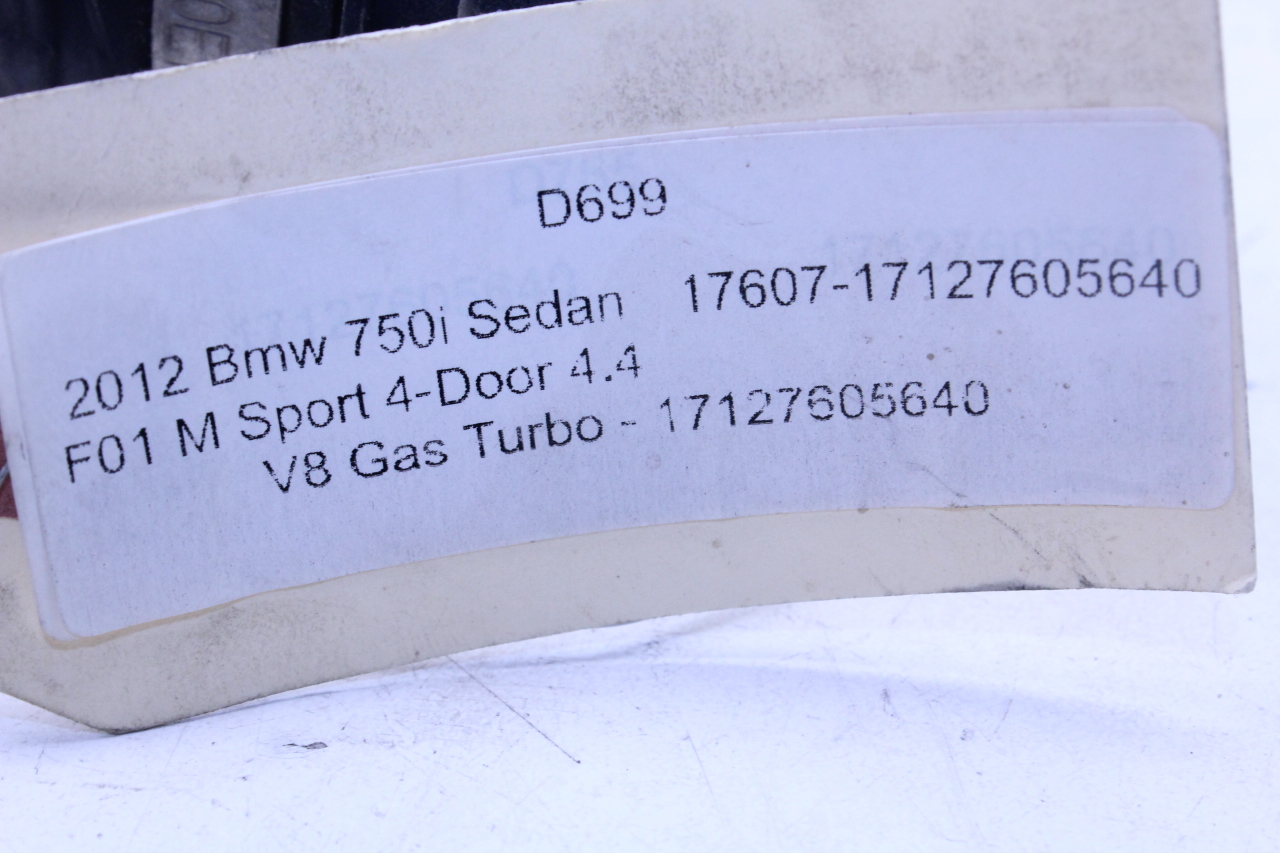 D699
2012 Bmw 750i Sedan 17607-17127605640
F01 M Sport 4-Door 4.4
V8 Gas Turbo - 17127605640